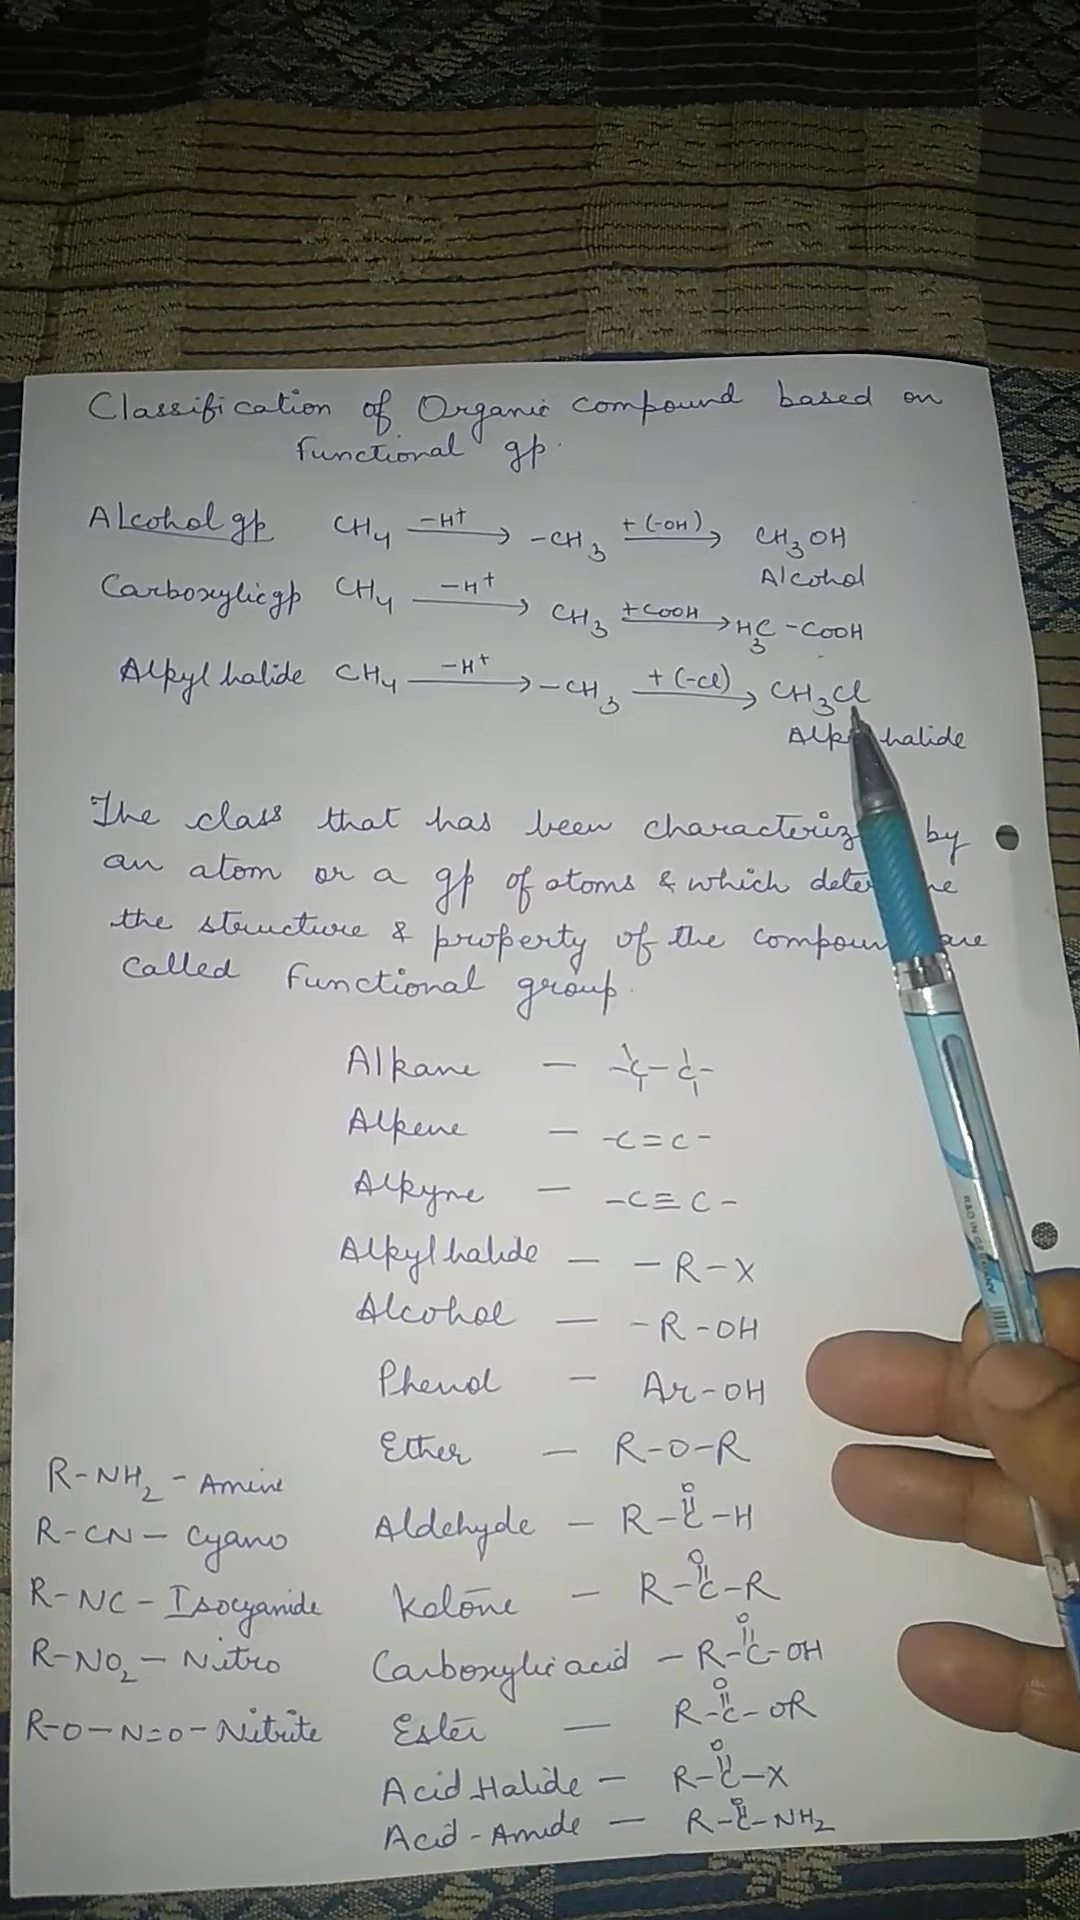 Classification of Organic compound based on
functional gp.
Alcohol gp CH4 -H+ → -CH3 +(-OH) → CH3OH
Alcohol
Carboxylic gp CH4 -H+ → CH3 +COOH → H3C-COOH
Alkyl halide CH4 -H+ → -CH3 +(-Cl) → CH3Cl
halide
The class that has been by
an atom or a gp of atoms & which
the structure & property of the are
called functional group.
Alkane — -C-C-
Alkene — -C=C-
Alkyne — -C≡C-
Alkyl halide — -R-X
Alcohol — -R-OH
Phenol — Ar-OH
Ether — R-O-R
R-NH2 - Amine
Aldehyde — R-C-H
O
R-CN — Cyano
Ketone — R-C-R
O
R-NC - Isocyanide
Carboxylic acid — R-C-OH
O
R-NO2 — Nitro
Ester — R-C-OR
O
R-O-N=O - Nitrite
Acid Halide — R-C-X
O
Acid-Amide — R-C-NH2
O